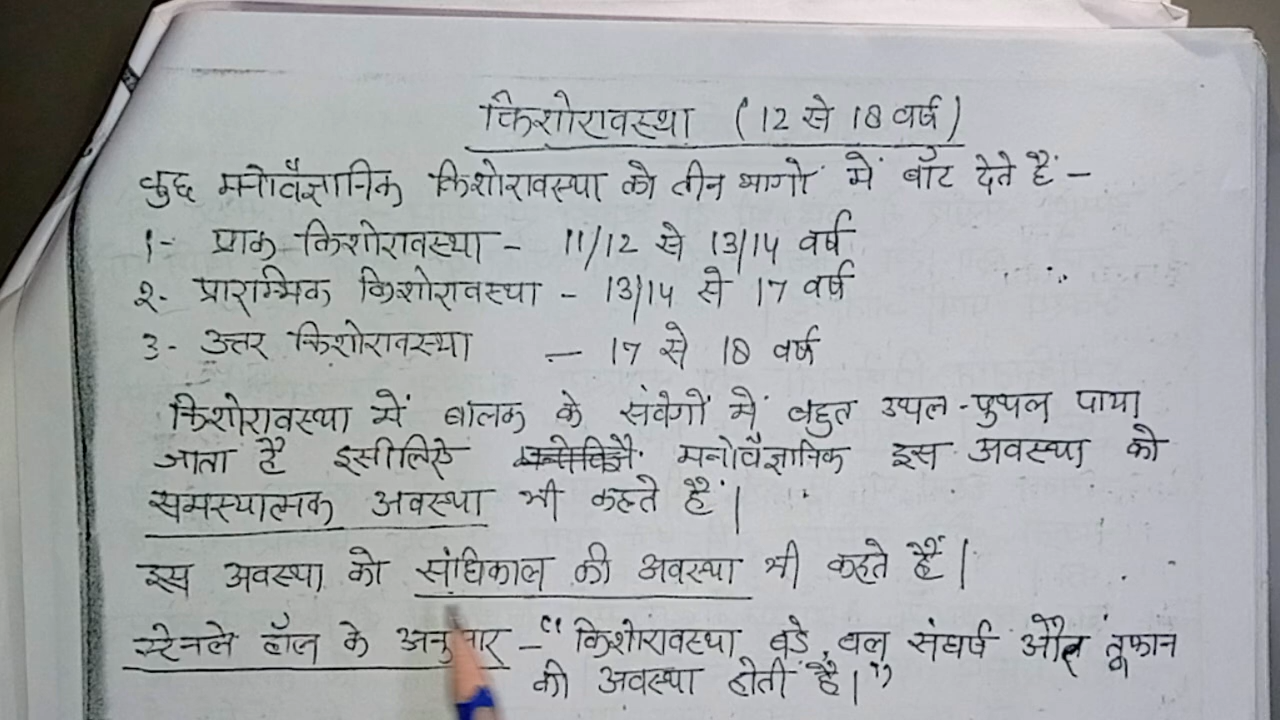 किशोरावस्था (12 से 18 वर्ष)
कुछ मनोवैज्ञानिक किशोरावस्था को तीन भागों में बाँट देते हैं -
1- प्राक किशोरावस्था - 11/12 से 13/14 वर्ष
2- प्रारम्भिक किशोरावस्था - 13/14 से 17 वर्ष
3- उत्तर किशोरावस्था - 17 से 18 वर्ष
किशोरावस्था में बालक के संवेगों में बहुत उथल-पुथल पाया
जाता है इसीलिऐ मनोवैज्ञानिक इस अवस्था को
समस्यात्मक अवस्था भी कहते हैं|
इस अवस्था को संधिकाल की अवस्था भी कहते हैं|
स्टेनले हॉल के अनुसार - "किशोरावस्था बडे, बल संघर्ष और तूफान
की अवस्था होती है|"